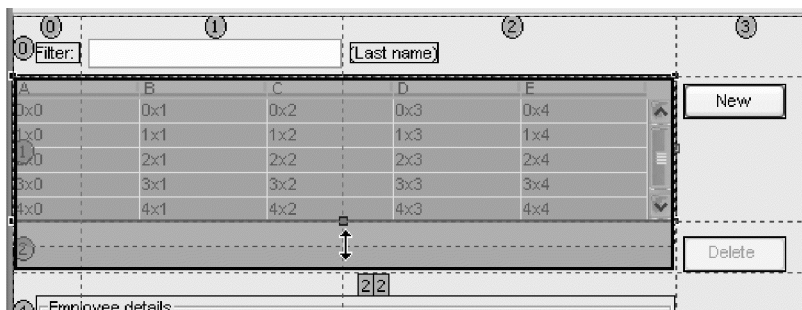 0 1 2 3
0 Filter: (Last name)
A B C D E
0x0 0x1 0x2 0x3 0x4
New
1x0 1x1 1x2 1x3 1x4
1
2x0 2x1 2x2 2x3 2x4
3x0 3x1 3x2 3x3 3x4
4x0 4x1 4x2 4x3 4x4
2
Delete
2 2
Employee details